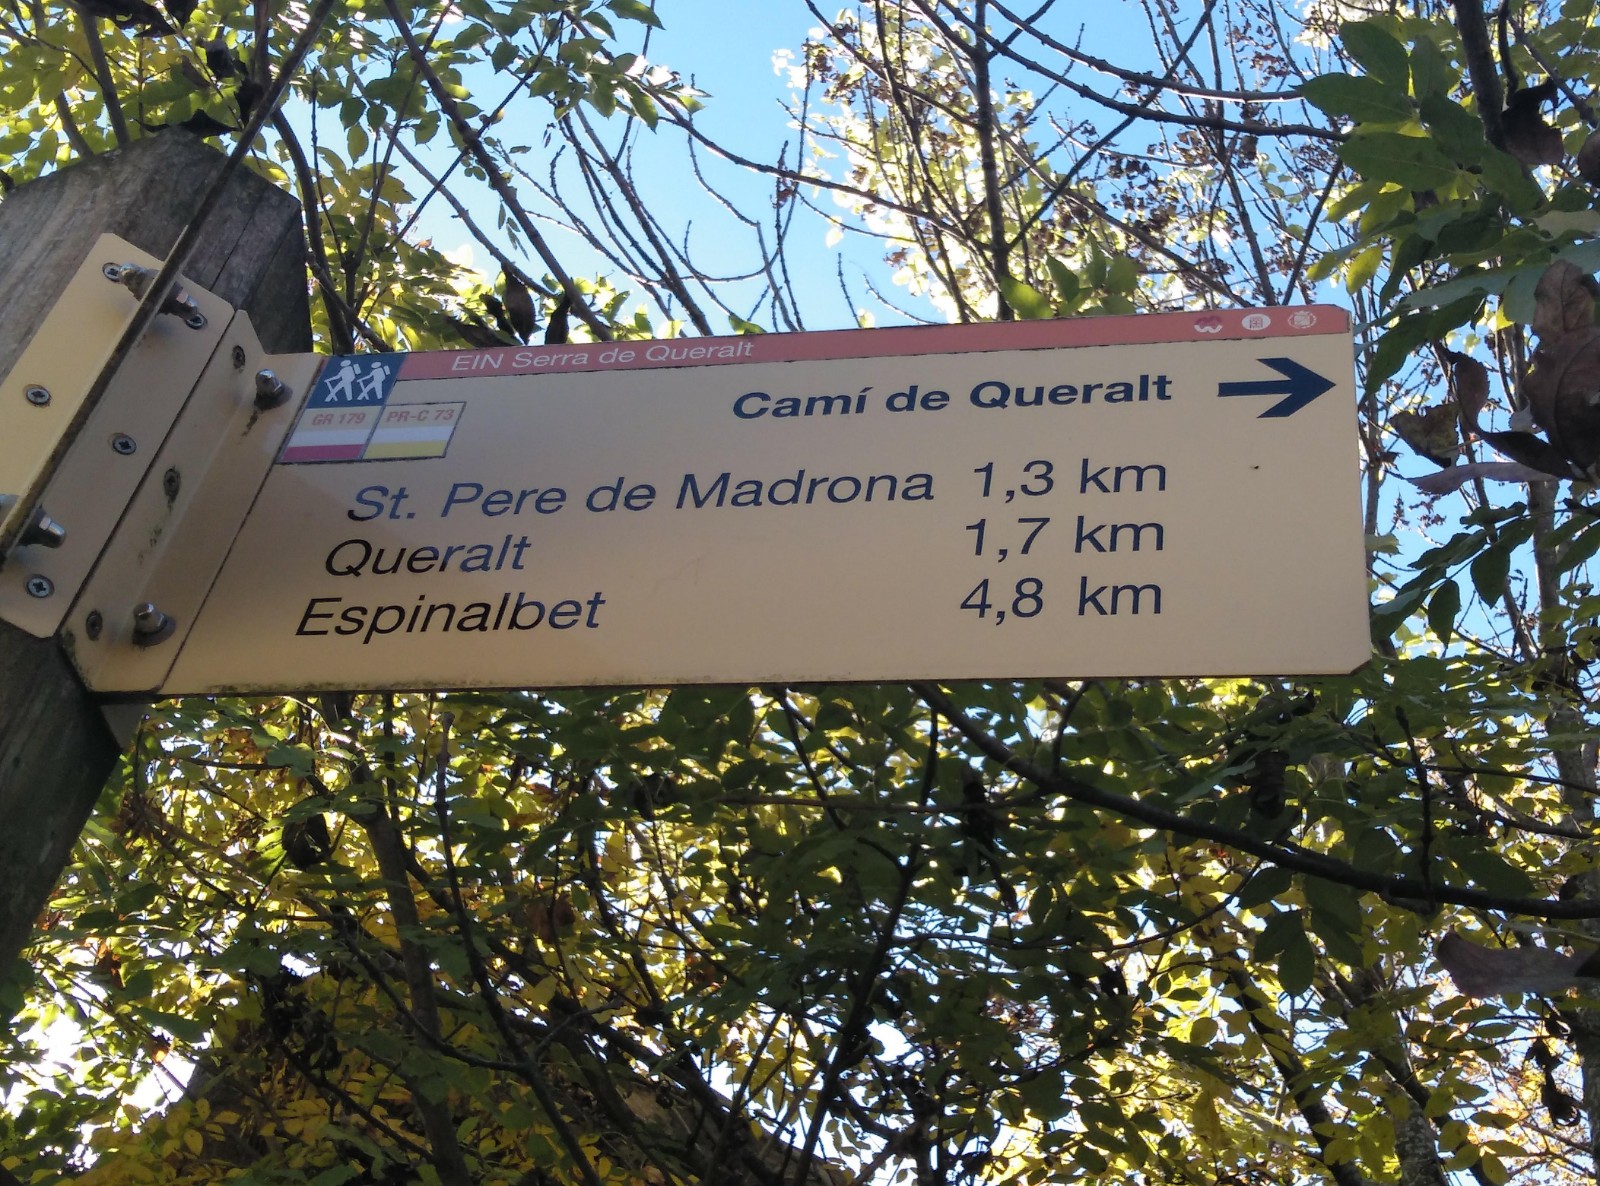 EIN Serra de Queralt
GR 179 PR-C 73
Camí de Queralt
St. Pere de Madrona 1,3 km
Queralt 1,7 km
Espinalbet 4,8 km